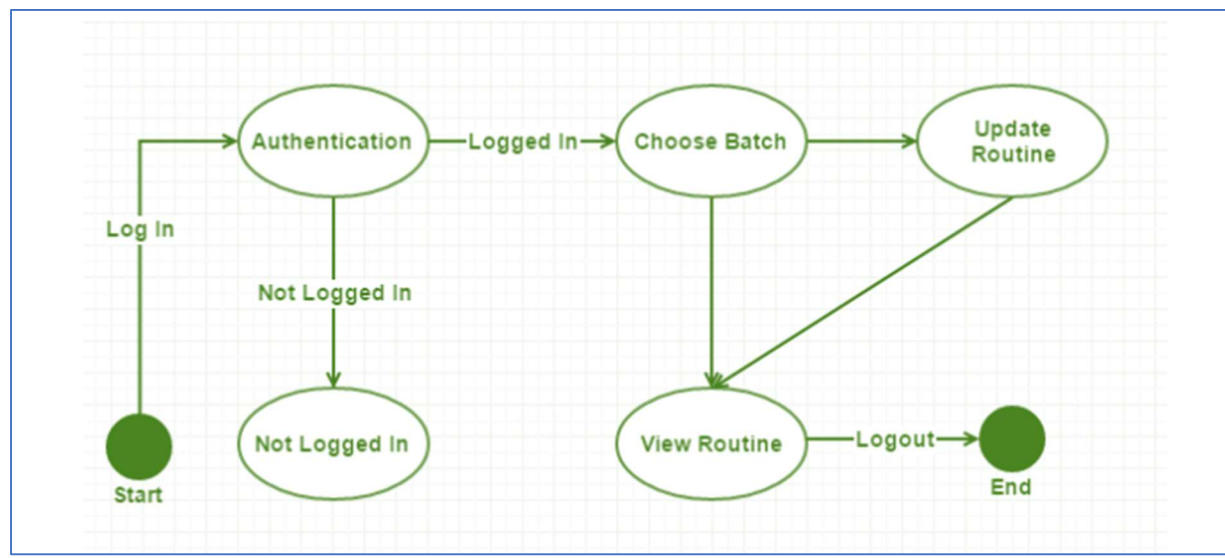 Authentication
Logged In
Choose Batch
Update
Routine
Log In
Not Logged In
Not Logged In
View Routine
Logout
Start
End